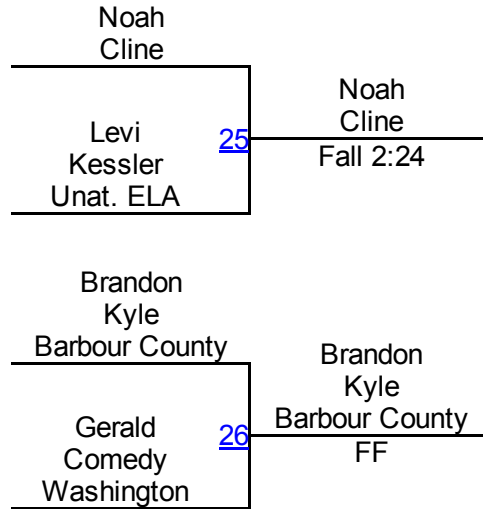 Noah
Cline
Levi
Kessler
Unat. ELA
25
Noah
Cline
Fall 2:24
Brandon
Kyle
Barbour County
Gerald
Comedy
Washington
26
Brandon
Kyle
Barbour County
FF